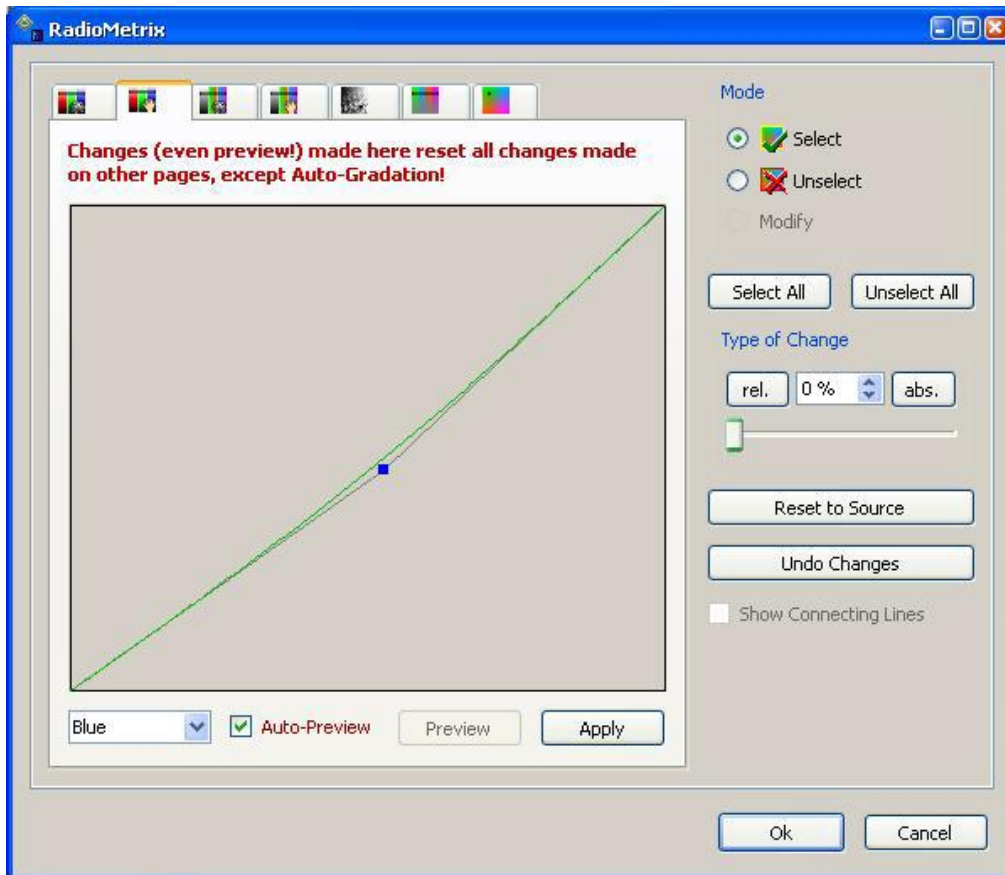 RadioMetrix
Changes (even preview!) made here reset all changes made
on other pages, except Auto-Gradation!
Blue
Auto-Preview
Preview
Apply
Mode
Select
Unselect
Modify
Select All
Unselect All
Type of Change
rel.
0 %
abs.
Reset to Source
Undo Changes
Show Connecting Lines
Ok
Cancel